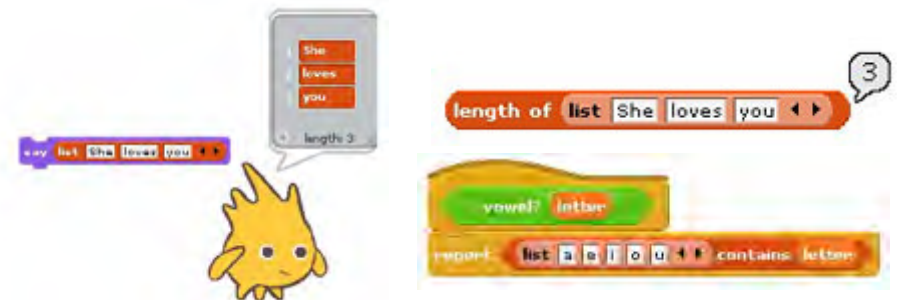 She
loves
you
length: 3
say list She loves you
length of list She loves you
3
vowel? letter
report list a e i o u contains letter